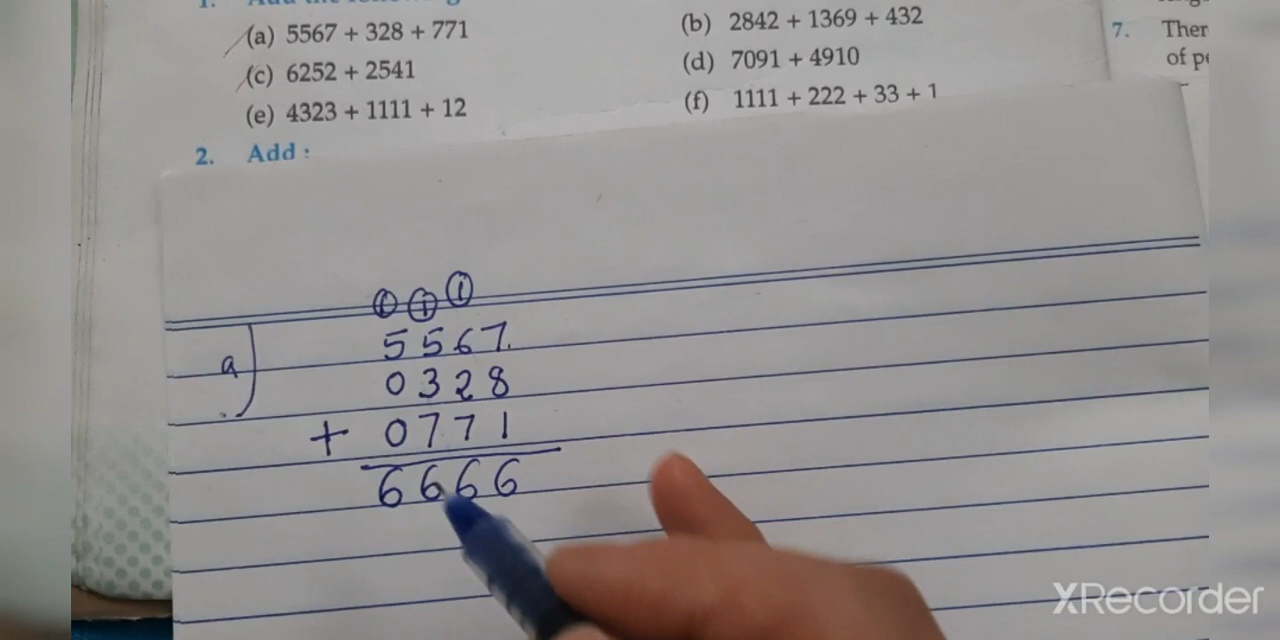 (a) 5567 + 328 + 771
(b) 2842 + 1369 + 432
7. Ther
of pe
(c) 6252 + 2541
(d) 7091 + 4910
(e) 4323 + 1111 + 12
(f) 1111 + 222 + 33 + 1
2. Add :
1 1 1
a) 5567
0328
+ 0771
6666
XRecorder